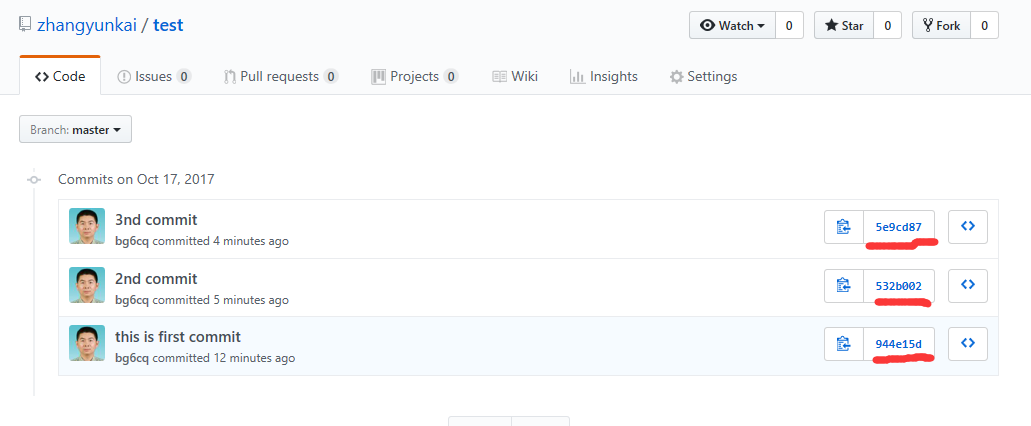 zhangyunkai / test
Watch 0 Star 0 Fork 0
Code Issues 0 Pull requests 0 Projects 0 Wiki Insights Settings
Branch: master
Commits on Oct 17, 2017
3nd commit
bg6cq committed 4 minutes ago
5e9cd87
2nd commit
bg6cq committed 5 minutes ago
532b002
this is first commit
bg6cq committed 12 minutes ago
944e15d